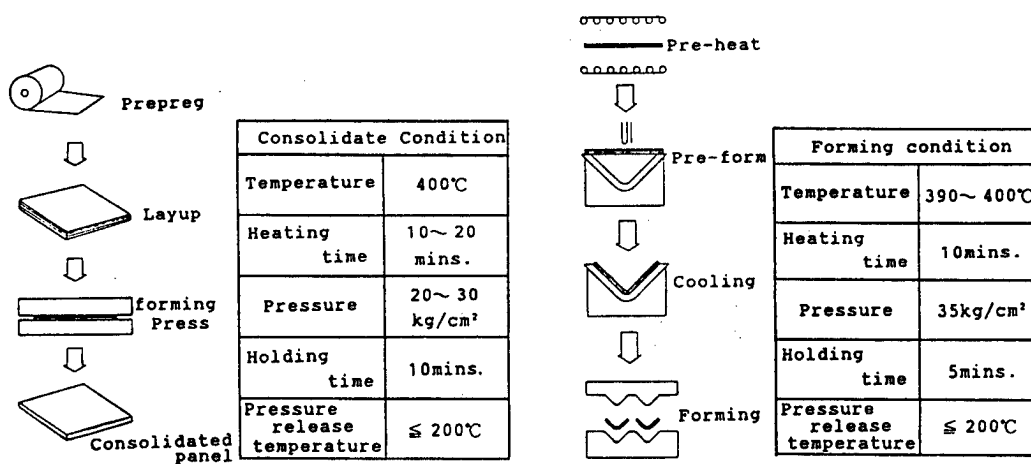 Prepreg
Layup
forming
Press
Consolidated
panel
Consolidate Condition
Temperature 400℃
Heating
time
10～20
mins.
Pressure
20～30
kg/cm²
Holding
time
10mins.
Pressure
release
temperature
≦ 200℃
Pre-heat
Pre-form
Cooling
Forming
Forming condition
Temperature 390～400℃
Heating
time
10mins.
Pressure 35kg/cm²
Holding
time
5mins.
Pressure
release
temperature
≦ 200℃